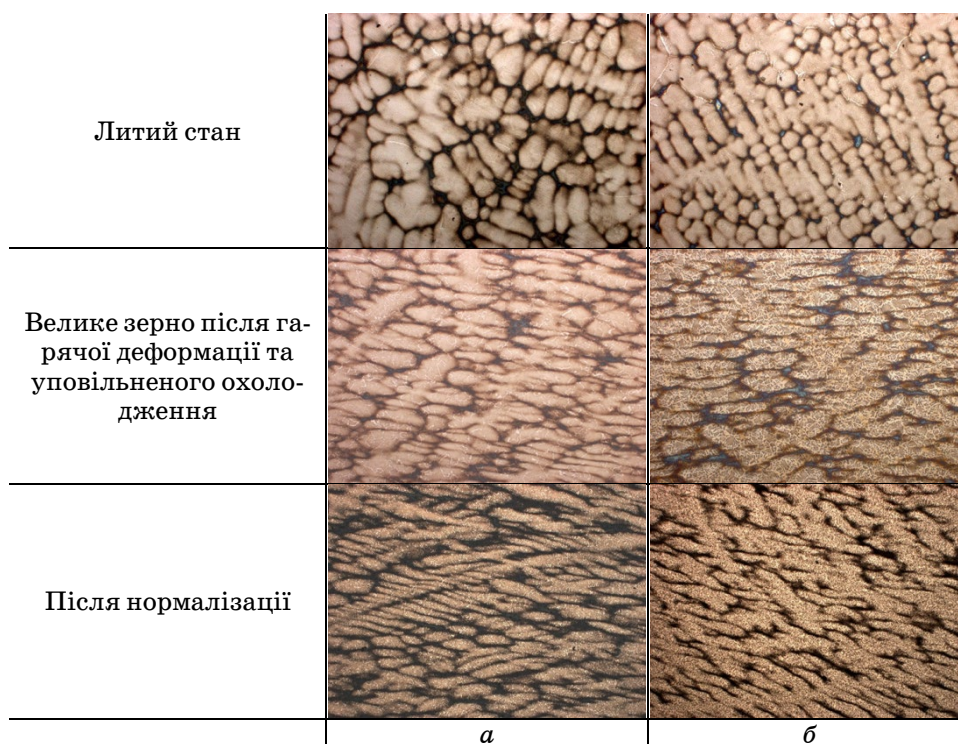 Литий стан
Велике зерно після га-
рячої деформації та
уповільненого охоло-
дження
Після нормалізації
а
б